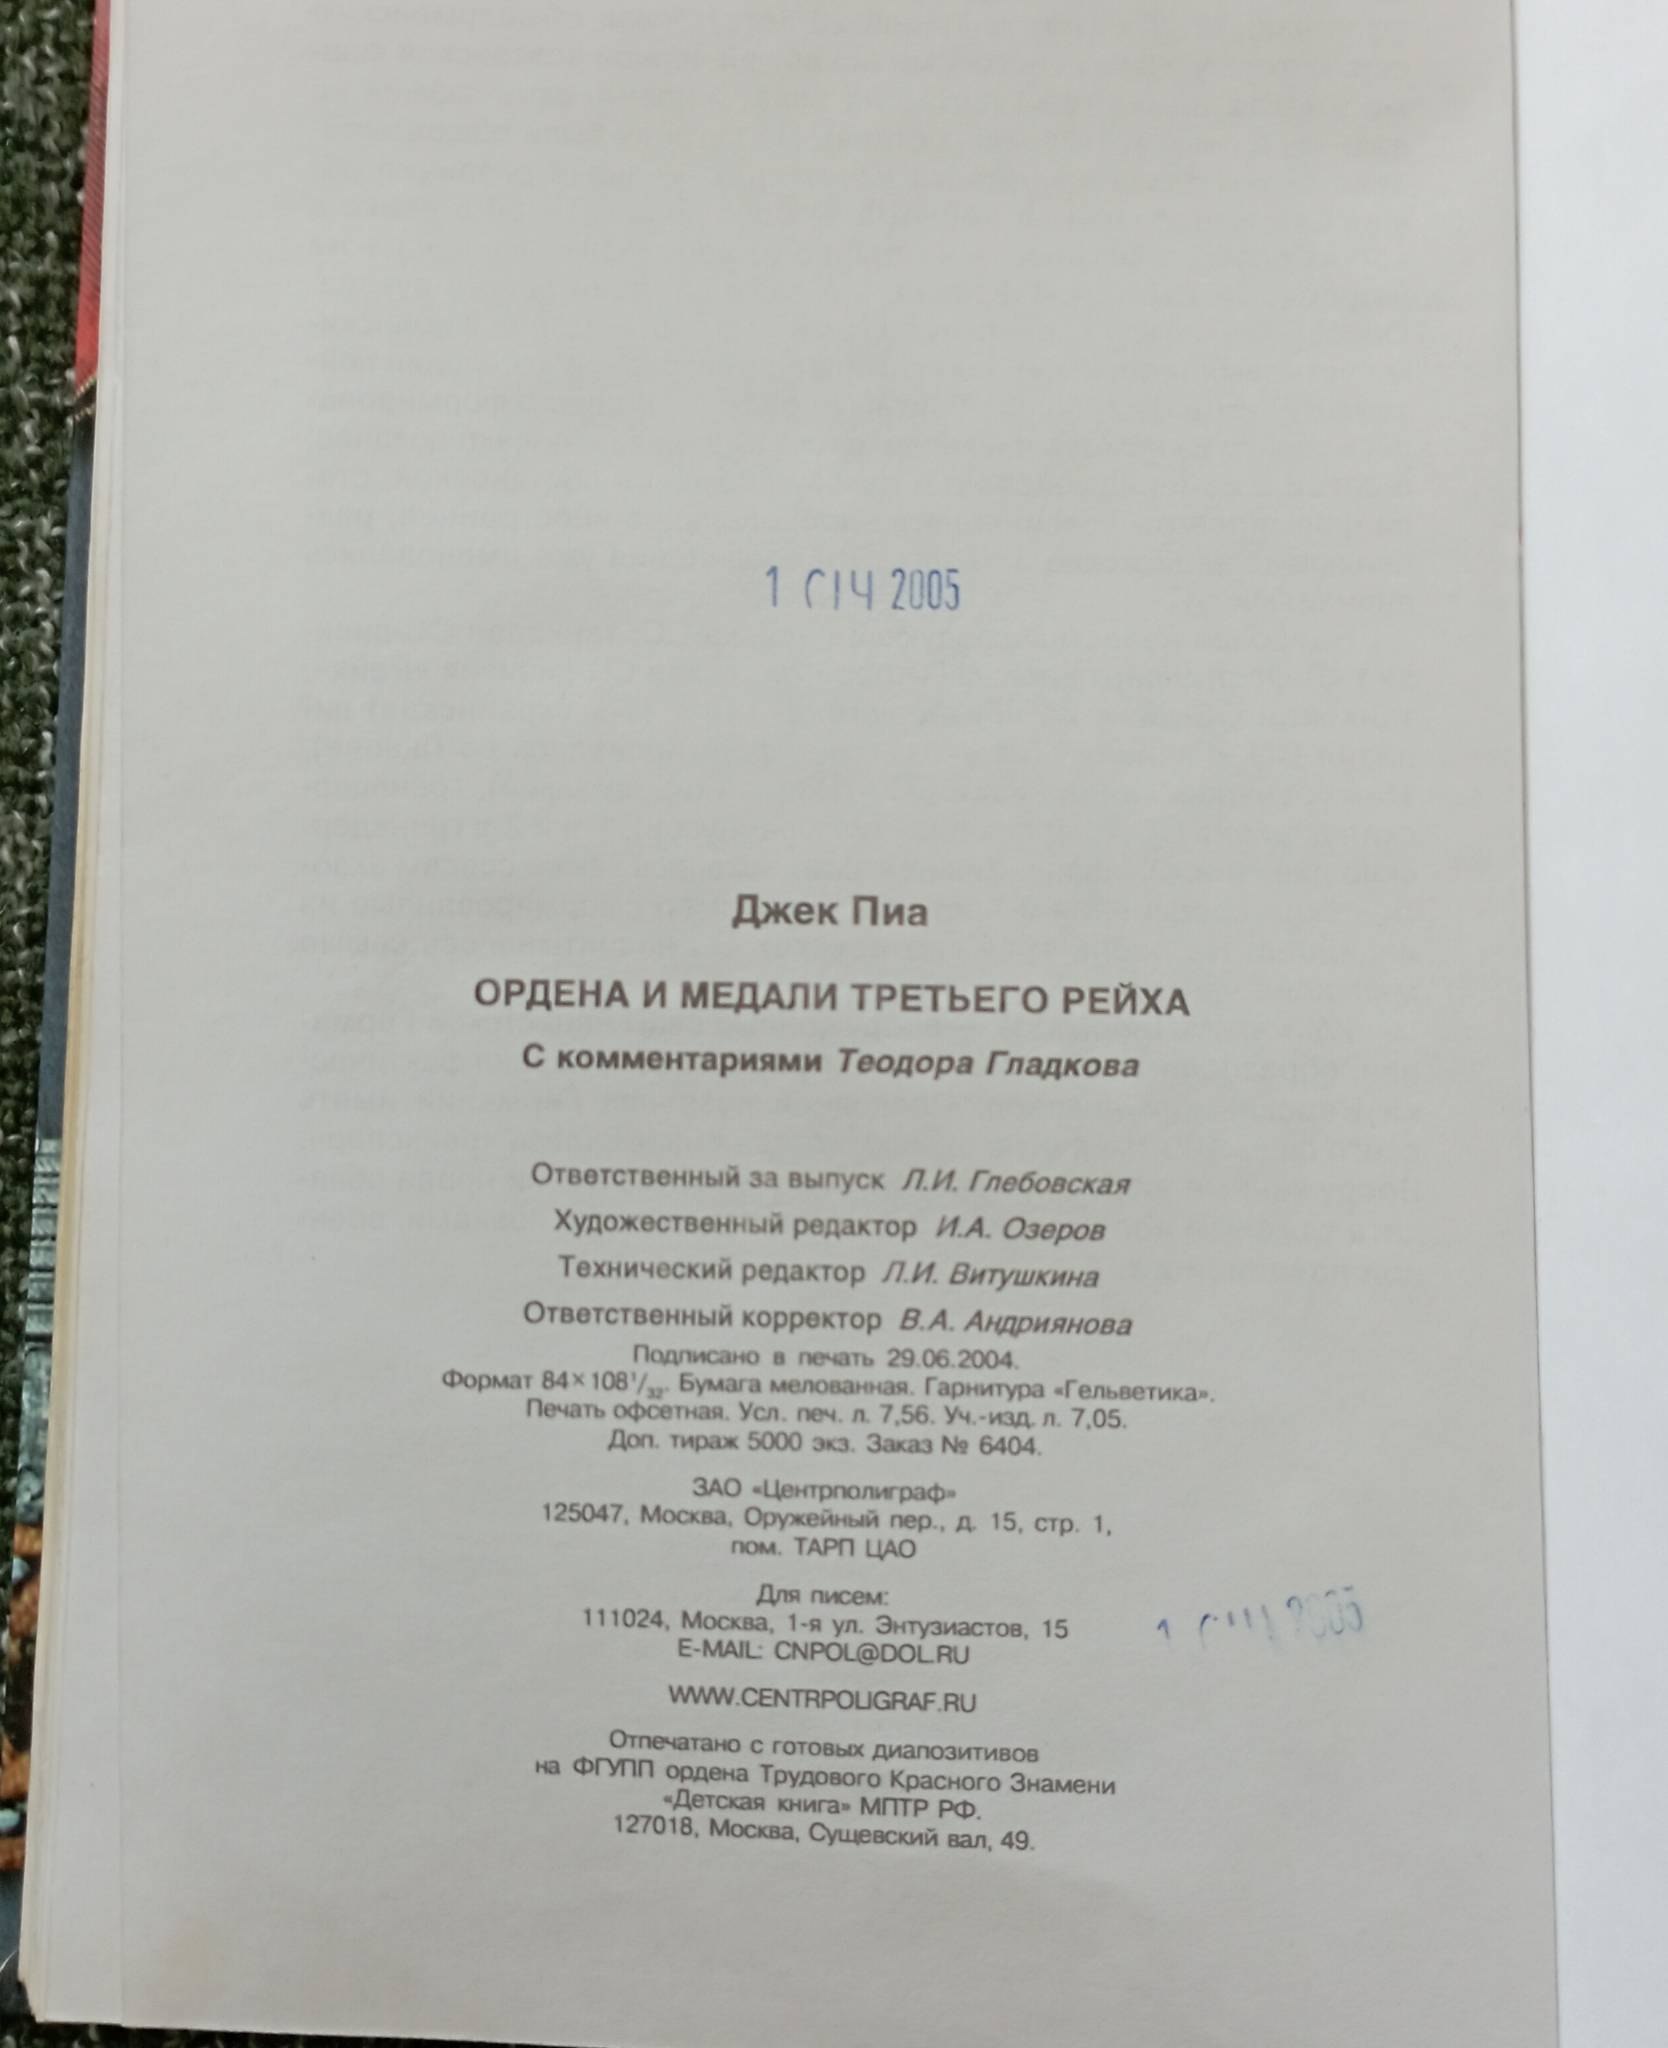 1 СІЧ 2005
Джек Пиа
ОРДЕНА И МЕДАЛИ ТРЕТЬЕГО РЕЙХА
С комментариями Теодора Гладкова
Ответственный за выпуск Л.И. Глебовская
Художественный редактор И.А. Озеров
Технический редактор Л.И. Витушкина
Ответственный корректор В.А. Андриянова
Подписано в печать 29.06.2004.
Формат 84×108 1/32. Бумага мелованная. Гарнитура «Гельветика».
Печать офсетная. Усл. печ. л. 7,56. Уч.-изд. л. 7,05.
Доп. тираж 5000 экз. Заказ № 6404.
ЗАО «Центрполиграф»
125047, Москва, Оружейный пер., д. 15, стр. 1,
пом. ТАРП ЦАО
Для писем:
111024, Москва, 1-я ул. Энтузиастов, 15
1 2005
E-MAIL: CNPOL@DOL.RU
WWW.CENTRPOLIGRAF.RU
Отпечатано с готовых диапозитивов
на ФГУПП ордена Трудового Красного Знамени
«Детская книга» МПТР РФ.
127018, Москва, Сущевский вал, 49.